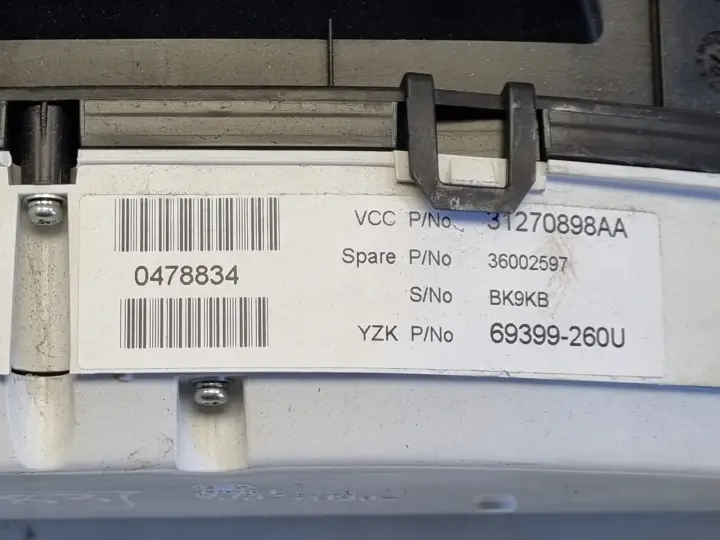 0478834
VCC P/No 31270898AA
Spare P/No 36002597
S/No BK9KB
YZK P/No 69399-260U